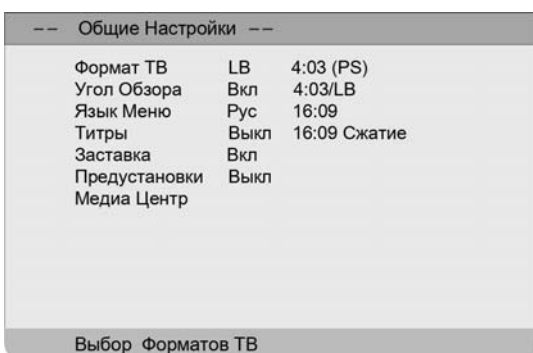 -- Общие Настройки --
Формат ТВ LB 4:03 (PS)
Угол Обзора Вкл 4:03/LB
Язык Меню Рус 16:09
Титры Выкл 16:09 Сжатие
Заставка Вкл
Предустановки Выкл
Медиа Центр
Выбор Форматов ТВ